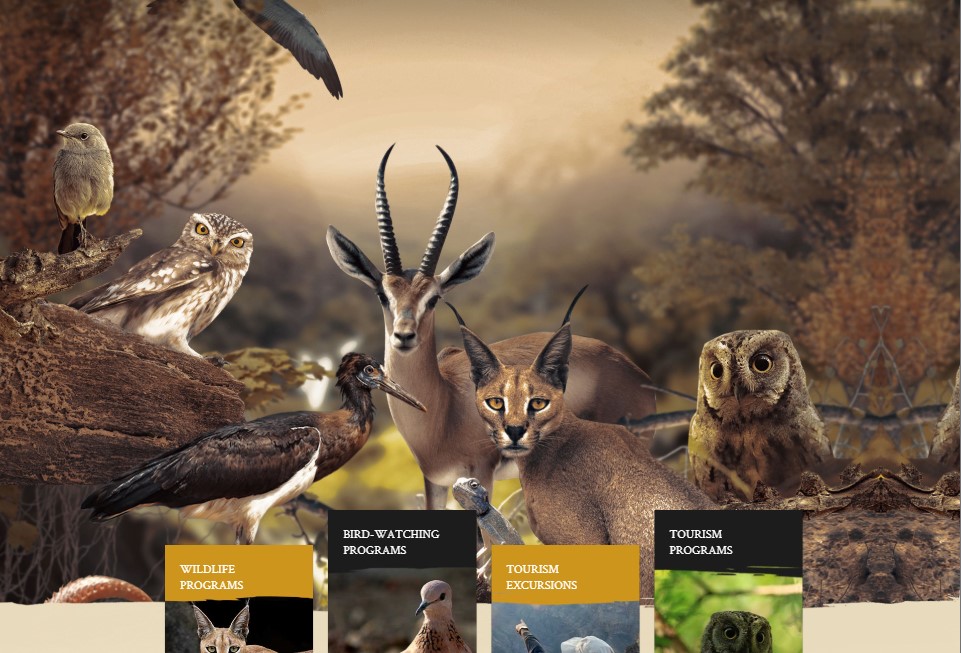 WILDLIFE
PROGRAMS
BIRD-WATCHING
PROGRAMS
TOURISM
EXCURSIONS
TOURISM
PROGRAMS